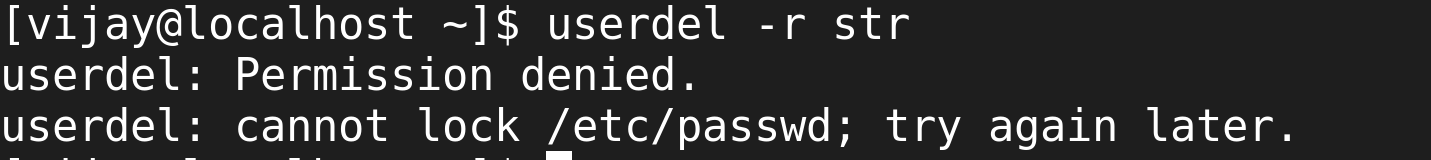 [vijay@localhost ~]$ userdel -r str
userdel: Permission denied.
userdel: cannot lock /etc/passwd; try again later.